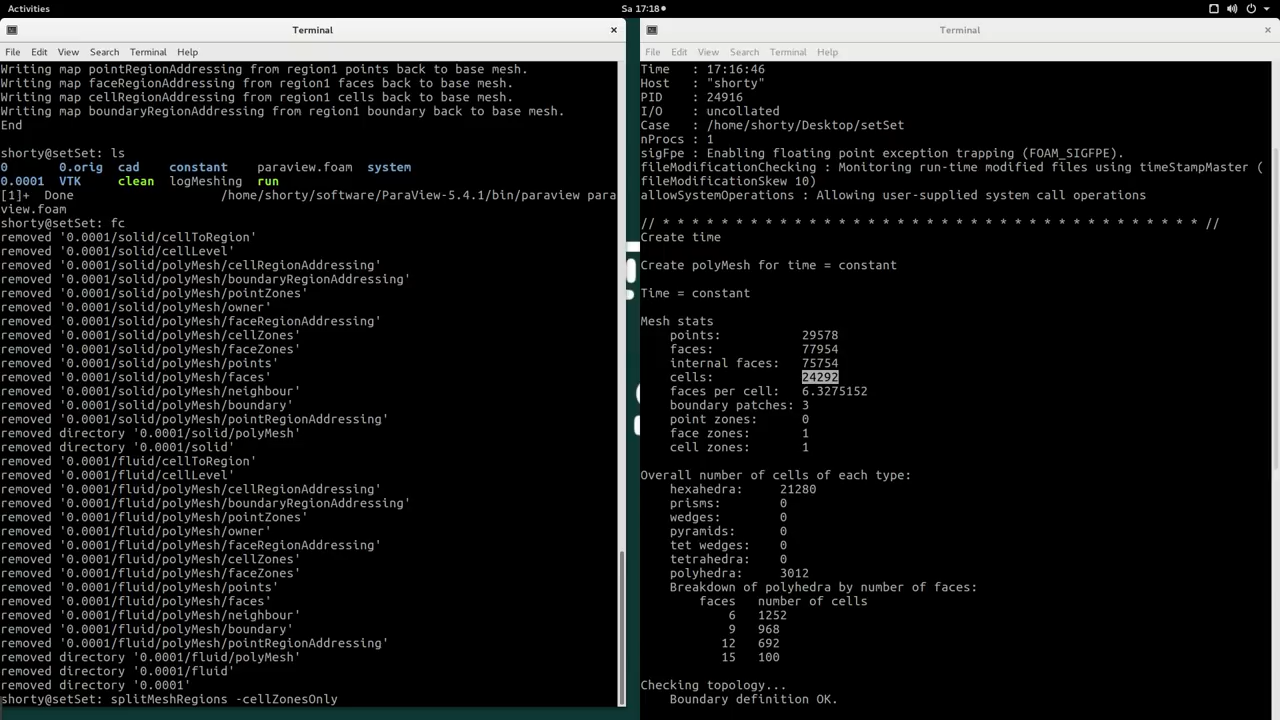 Activities
Sa 17:18
Terminal
File Edit View Search Terminal Help
Writing map pointRegionAddressing from region1 points back to base mesh.
Writing map faceRegionAddressing from region1 faces back to base mesh.
Writing map cellRegionAddressing from region1 cells back to base mesh.
Writing map boundaryRegionAddressing from region1 boundary back to base mesh.
End
shorty@setSet: ls
0 0.orig cad constant paraview.foam system
0.0001 VTK clean logMeshing run
[1]+ Done /home/shorty/software/ParaView-5.4.1/bin/paraview para
view.foam
shorty@setSet: fc
removed '0.0001/solid/cellToRegion'
removed '0.0001/solid/cellLevel'
removed '0.0001/solid/polyMesh/cellRegionAddressing'
removed '0.0001/solid/polyMesh/boundaryRegionAddressing'
removed '0.0001/solid/polyMesh/pointZones'
removed '0.0001/solid/polyMesh/owner'
removed '0.0001/solid/polyMesh/faceRegionAddressing'
removed '0.0001/solid/polyMesh/cellZones'
removed '0.0001/solid/polyMesh/faceZones'
removed '0.0001/solid/polyMesh/points'
removed '0.0001/solid/polyMesh/faces'
removed '0.0001/solid/polyMesh/neighbour'
removed '0.0001/solid/polyMesh/boundary'
removed '0.0001/solid/polyMesh/pointRegionAddressing'
removed directory '0.0001/solid/polyMesh'
removed directory '0.0001/solid'
removed '0.0001/fluid/cellToRegion'
removed '0.0001/fluid/cellLevel'
removed '0.0001/fluid/polyMesh/cellRegionAddressing'
removed '0.0001/fluid/polyMesh/boundaryRegionAddressing'
removed '0.0001/fluid/polyMesh/pointZones'
removed '0.0001/fluid/polyMesh/owner'
removed '0.0001/fluid/polyMesh/faceRegionAddressing'
removed '0.0001/fluid/polyMesh/cellZones'
removed '0.0001/fluid/polyMesh/faceZones'
removed '0.0001/fluid/polyMesh/points'
removed '0.0001/fluid/polyMesh/faces'
removed '0.0001/fluid/polyMesh/neighbour'
removed '0.0001/fluid/polyMesh/boundary'
removed '0.0001/fluid/polyMesh/pointRegionAddressing'
removed directory '0.0001/fluid/polyMesh'
removed directory '0.0001/fluid'
removed directory '0.0001'
shorty@setSet: splitMeshRegions -cellZonesOnly
Terminal
File Edit View Search Terminal Help
Time : 17:16:46
Host : "shorty"
PID : 24916
I/O : uncollated
Case : /home/shorty/Desktop/setSet
nProcs : 1
sigFpe : Enabling floating point exception trapping (FOAM_SIGFPE).
fileModificationChecking : Monitoring run-time modified files using timeStampMaster (
fileModificationSkew 10)
allowSystemOperations : Allowing user-supplied system call operations
// * * * * * * * * * * * * * * * * * * * * * * * * * * * * * * * * * * * * * //
Create time
Create polyMesh for time = constant
Time = constant
Mesh stats
points: 29578
faces: 77954
internal faces: 75754
cells: 24292
faces per cell: 6.3275152
boundary patches: 3
point zones: 0
face zones: 1
cell zones: 1
Overall number of cells of each type:
hexahedra: 21280
prisms: 0
wedges: 0
pyramids: 0
tet wedges: 0
tetrahedra: 0
polyhedra: 3012
Breakdown of polyhedra by number of faces:
faces number of cells
6 1252
9 968
12 692
15 100
Checking topology...
Boundary definition OK.